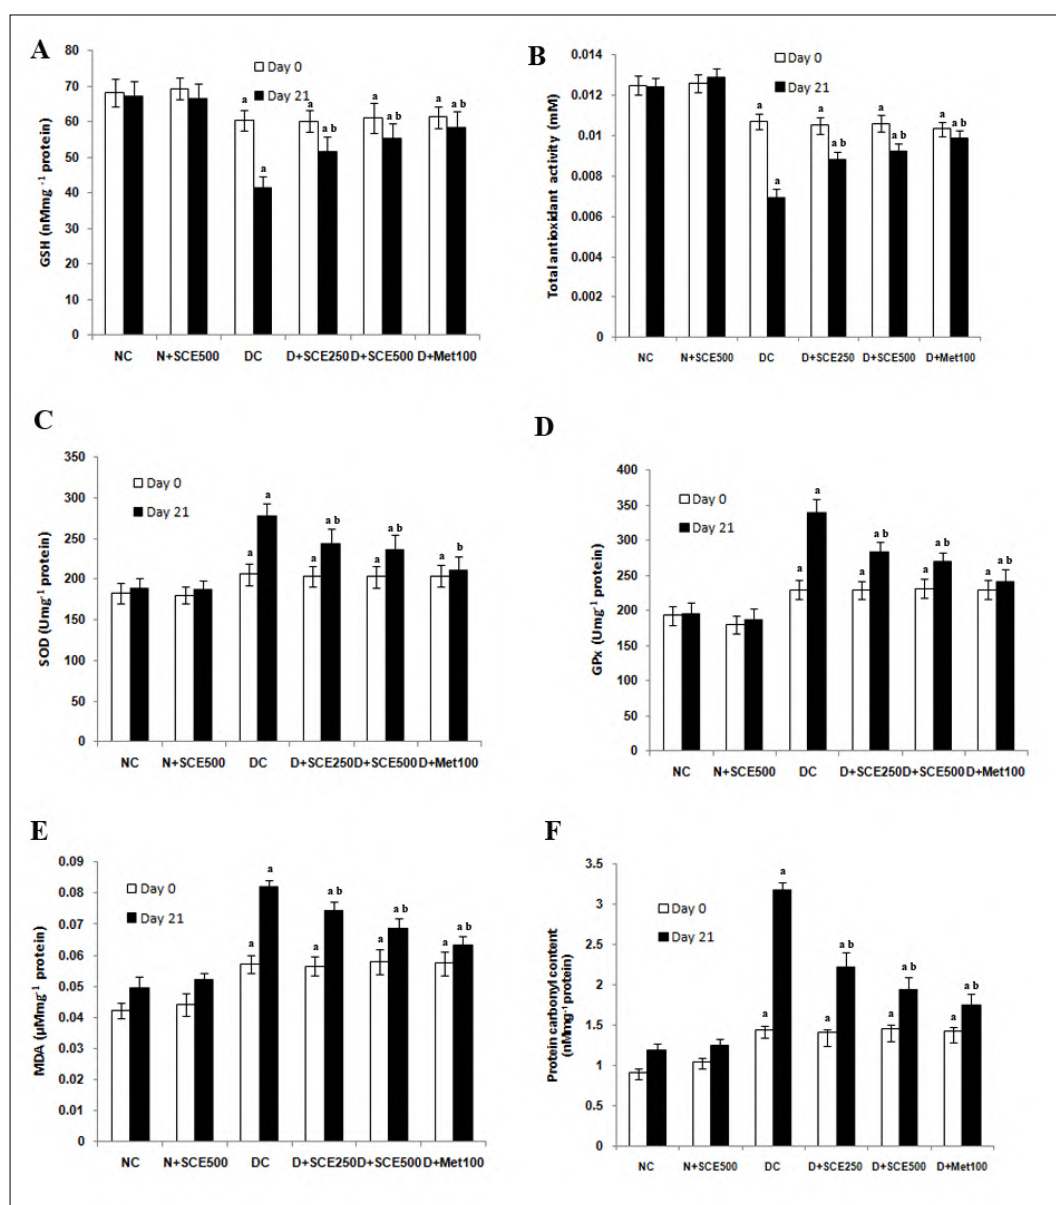 A
GSH (nMmg -1 protein)
80
70
60
50
40
30
20
10
0
Day 0
Day 21
a
a
a
a b
a
a b
a
a b
NC N+SCE500 DC D+SCE250 D+SCE500 D+Met100
B
Total antioxidant activity (mM)
0.014
0.012
0.01
0.008
0.006
0.004
0.002
0
Day 0
Day 21
a
a
a
a b
a
a b
a
a b
NC N+SCE500 DC D+SCE250 D+SCE500 D+Met100
C
SOD (Umg-1 protein)
350
300
250
200
150
100
50
0
Day 0
Day 21
a
a
a
a b
a
a b
a
b
NC N+SCE500 DC D+SCE250 D+SCE500 D+Met100
D
GPx (Umg-1 protein)
400
350
300
250
200
150
100
50
0
Day 0
Day 21
a
a
a
a b
a
a b
a
a b
NC N+SCE500 DC D+SCE250 D+SCE500 D+Met100
E
MDA (µMmg-1 protein)
0.09
0.08
0.07
0.06
0.05
0.04
0.03
0.02
0.01
0
Day 0
Day 21
a
a
a
a b
a
a b
a
a b
NC N+SCE500 DC D+SCE250 D+SCE500 D+Met100
F
Protein carbonyl content
(nMmg-1 protein)
3.5
3
2.5
2
1.5
1
0.5
0
Day 0
Day 21
a
a
a
a b
a
a b
a
a b
NC N+SCE500 DC D+SCE250 D+SCE500 D+Met100